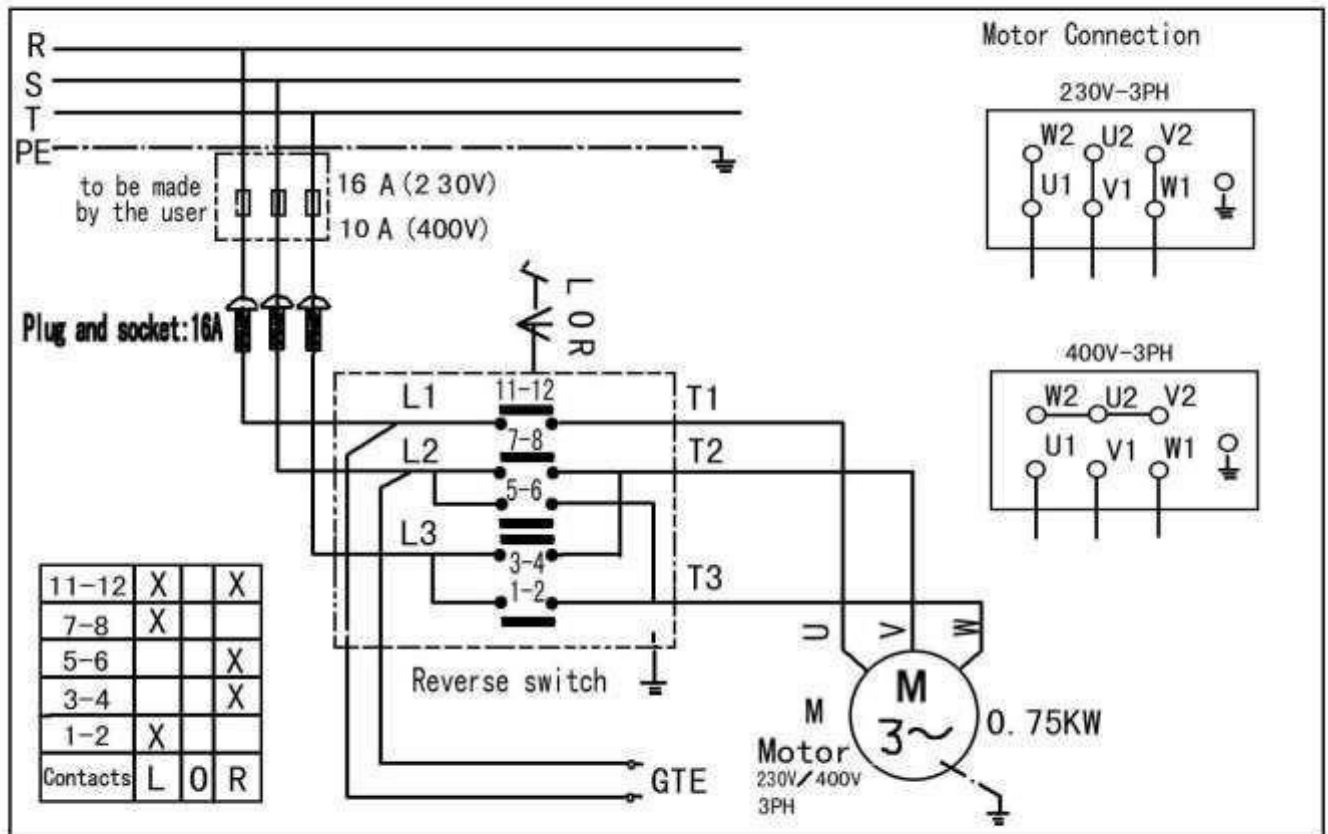 R
S
T
PE
to be made
by the user
16 A (230V)
10 A (400V)
Plug and socket:16A
L O R
L1
11-12
T1
7-8
L2
T2
5-6
L3
3-4
T3
1-2
Reverse switch
GTE
U
V
W
M
3~
M
Motor
230V/400V
3PH
0.75KW
11-12 X X
7-8 X
5-6 X
3-4 X
1-2 X
Contacts L 0 R
Motor Connection
230V-3PH
W2 U2 V2
U1 V1 W1
400V-3PH
W2 U2 V2
U1 V1 W1